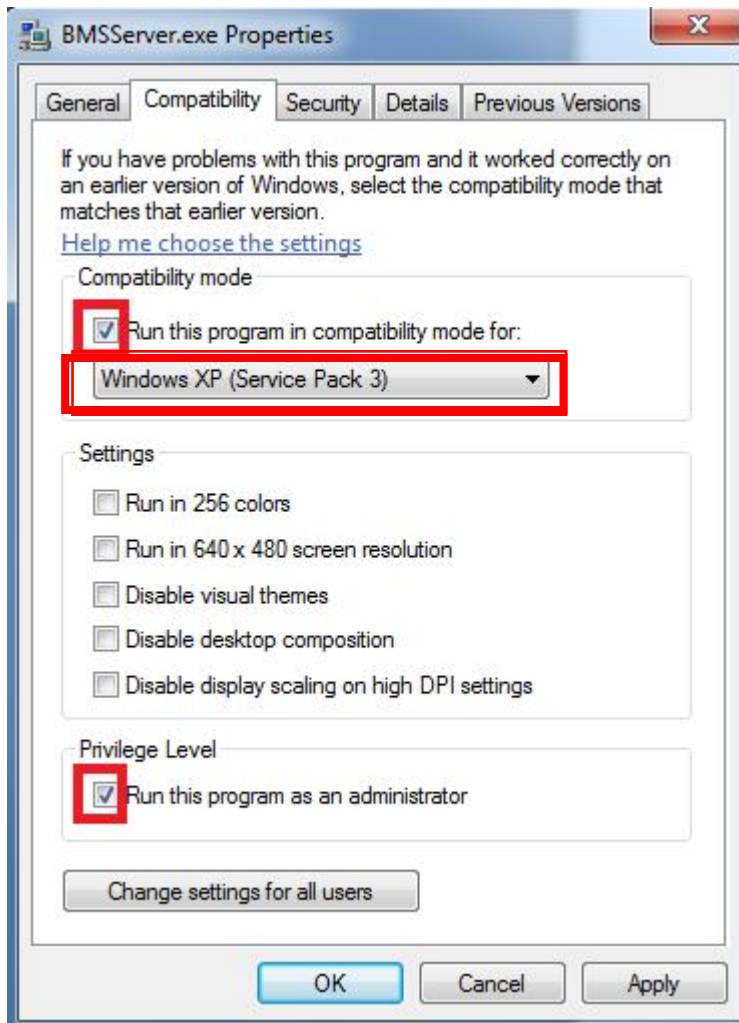 BMSServer.exe Properties
General Compatibility Security Details Previous Versions
If you have problems with this program and it worked correctly on
an earlier version of Windows, select the compatibility mode that
matches that earlier version.
Help me choose the settings
Compatibility mode
Run this program in compatibility mode for:
Windows XP (Service Pack 3)
Settings
Run in 256 colors
Run in 640 x 480 screen resolution
Disable visual themes
Disable desktop composition
Disable display scaling on high DPI settings
Privilege Level
Run this program as an administrator
Change settings for all users
OK Cancel Apply